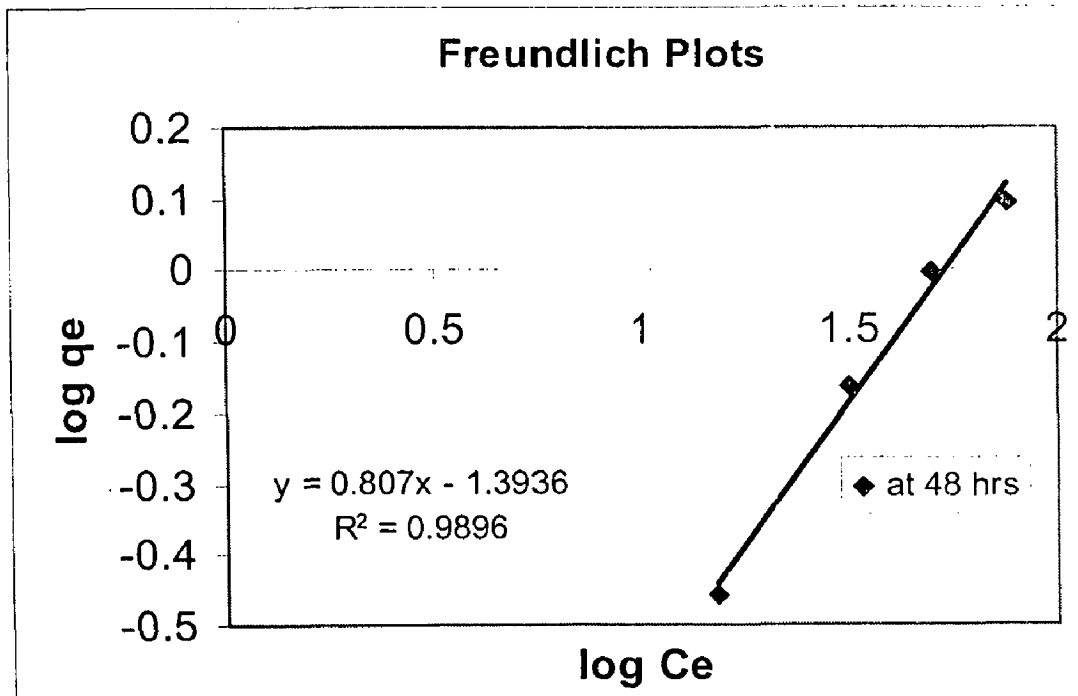 Freundlich Plots
0.2
0.1
0
-0.1
-0.2
-0.3
-0.4
-0.5
0 0.5 1 1.5 2
log qe
y = 0.807x - 1.3936
R² = 0.9896
at 48 hrs
log Ce